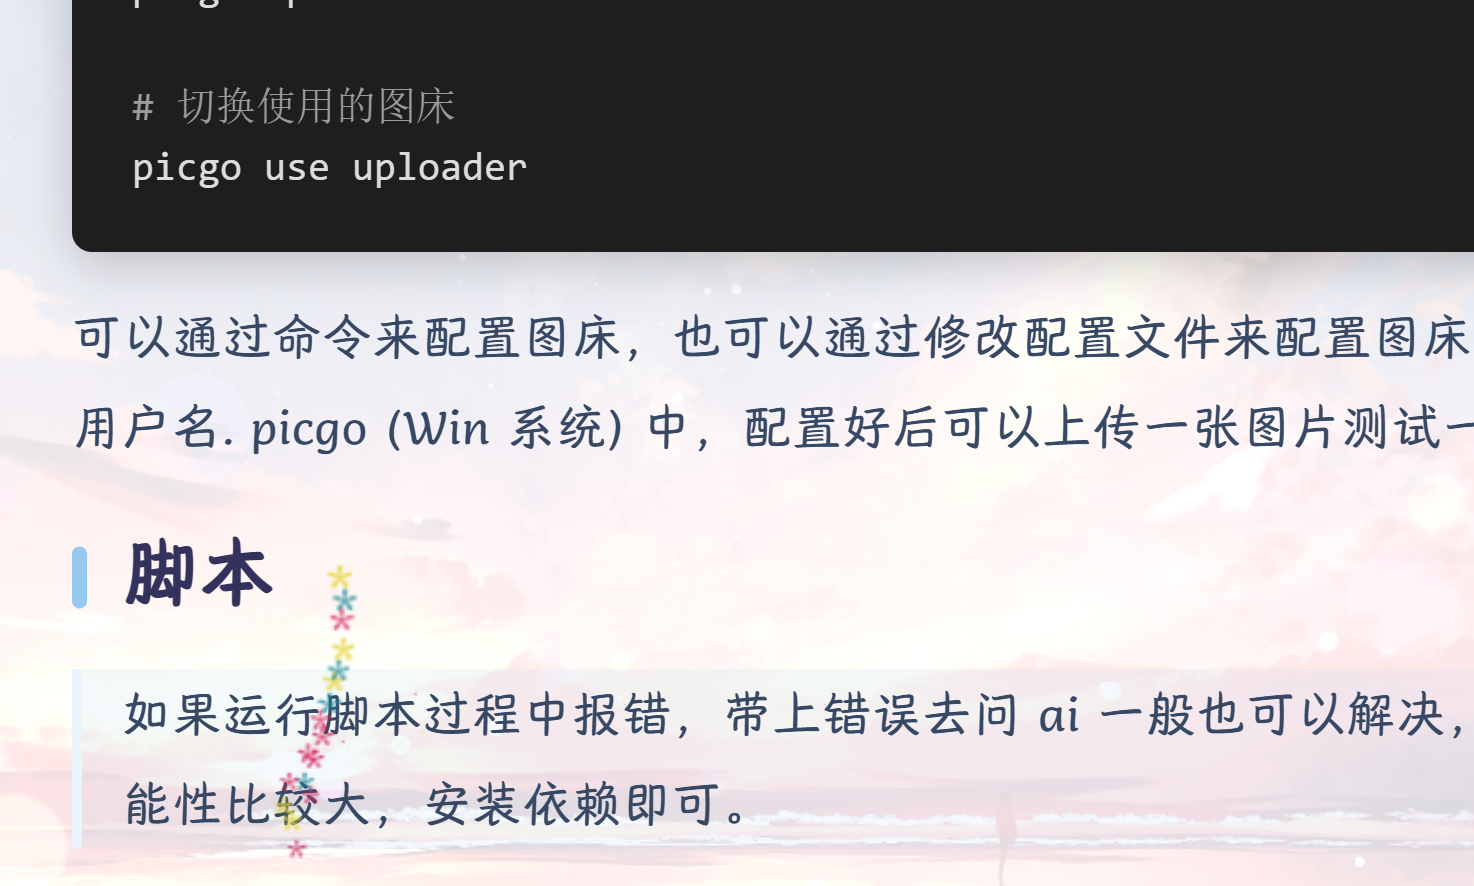 # 切换使用的图床
picgo use uploader
可以通过命令来配置图床，也可以通过修改配置文件来配置图床
用户名. picgo (Win 系统) 中，配置好后可以上传一张图片测试一
脚本
如果运行脚本过程中报错，带上错误去问 ai 一般也可以解决，
能性比较大，安装依赖即可。